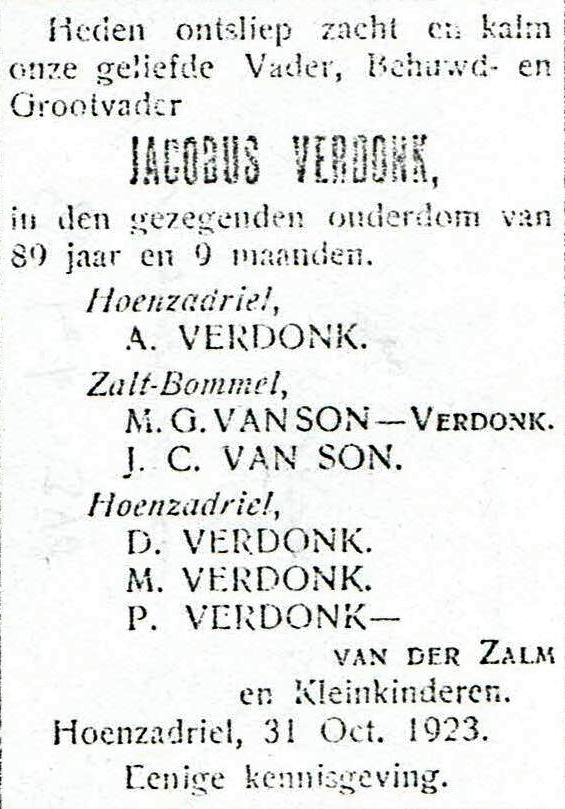 Heden ontsliep zacht en kalm
onze geliefde Vader, Behuwd- en
Grootvader
JACOBUS VERDONK,
in den gezegenden ouderdom van
89 jaar en 9 maanden.
Hoenzadriel,
A. VERDONK.
Zalt-Bommel,
M. G. VAN SON—VERDONK.
J. C. VAN SON.
Hoenzadriel,
D. VERDONK.
M. VERDONK.
P. VERDONK—
VAN DER ZALM
en Kleinkinderen.
Hoenzadriel, 31 Oct. 1923.
Eenige kennisgeving.